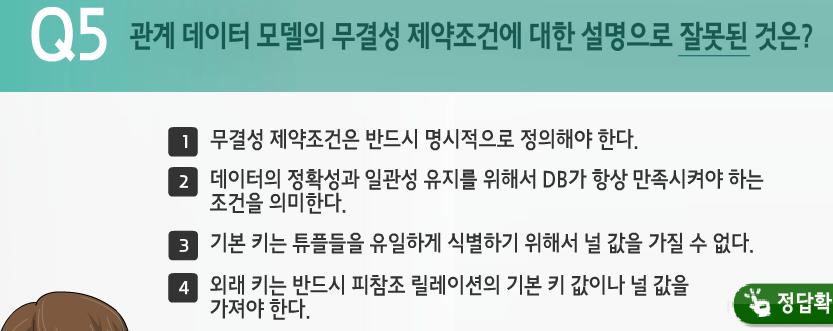 Q5 관계 데이터 모델의 무결성 제약조건에 대한 설명으로 잘못된 것은?
1 무결성 제약조건은 반드시 명시적으로 정의해야 한다.
2 데이터의 정확성과 일관성 유지를 위해서 DB가 항상 만족시켜야 하는
조건을 의미한다.
3 기본 키는 튜플들을 유일하게 식별하기 위해서 널 값을 가질 수 없다.
4 외래 키는 반드시 피참조 릴레이션의 기본 키 값이나 널 값을
가져야 한다.
정답확